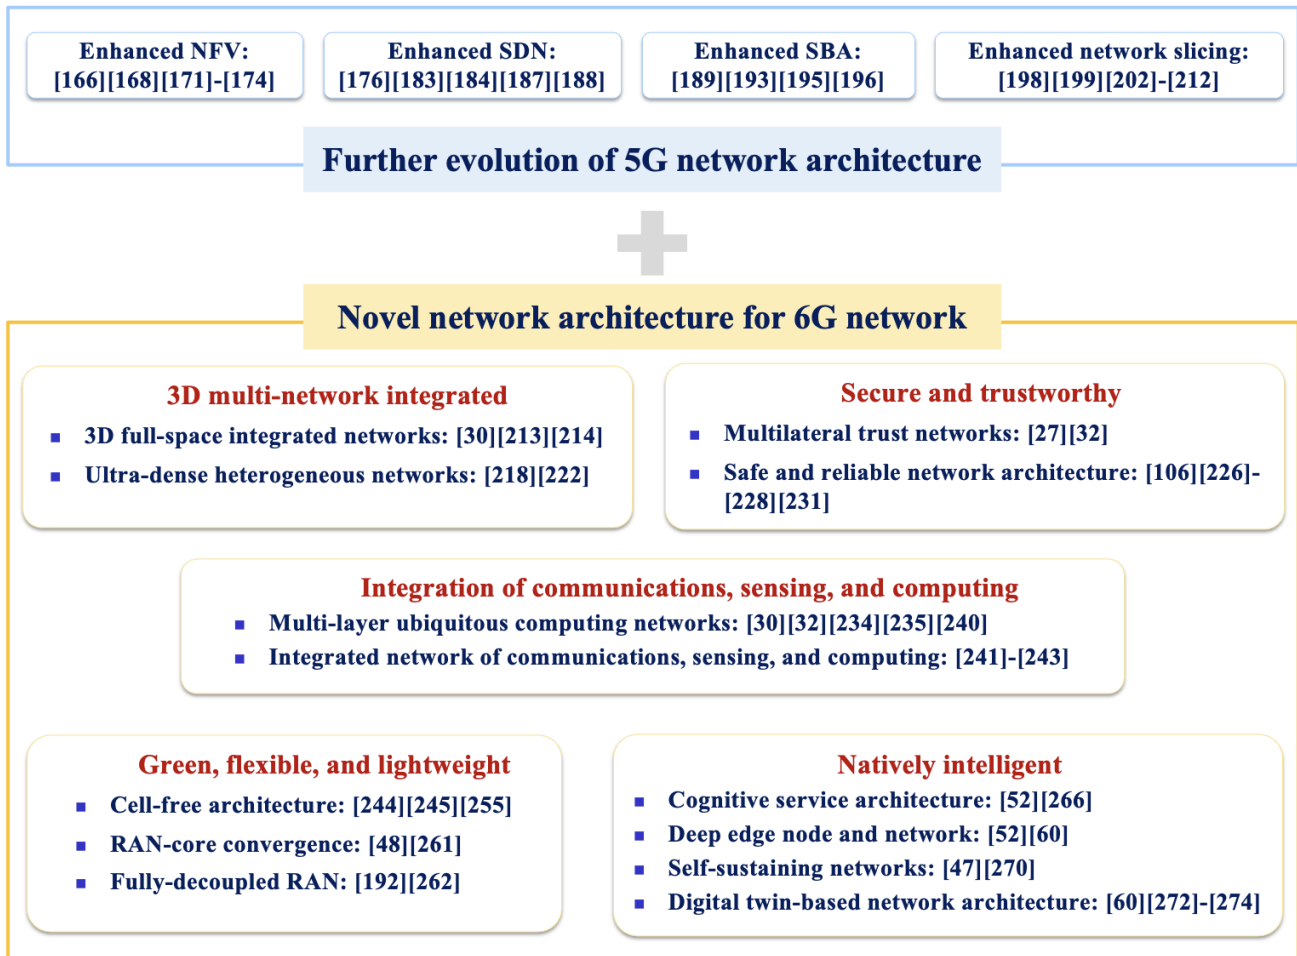 Enhanced NFV:
[166][168][171]-[174]
Enhanced SDN:
[176][183][184][187][188]
Enhanced SBA:
[189][193][195][196]
Enhanced network slicing:
[198][199][202]-[212]
Further evolution of 5G network architecture
Novel network architecture for 6G network
3D multi-network integrated
3D full-space integrated networks: [30][213][214]
Ultra-dense heterogeneous networks: [218][222]
Secure and trustworthy
Multilateral trust networks: [27][32]
Safe and reliable network architecture: [106][226]-
[228][231]
Integration of communications, sensing, and computing
Multi-layer ubiquitous computing networks: [30][32][234][235][240]
Integrated network of communications, sensing, and computing: [241]-[243]
Green, flexible, and lightweight
Cell-free architecture: [244][245][255]
RAN-core convergence: [48][261]
Fully-decoupled RAN: [192][262]
Natively intelligent
Cognitive service architecture: [52][266]
Deep edge node and network: [52][60]
Self-sustaining networks: [47][270]
Digital twin-based network architecture: [60][272]-[274]